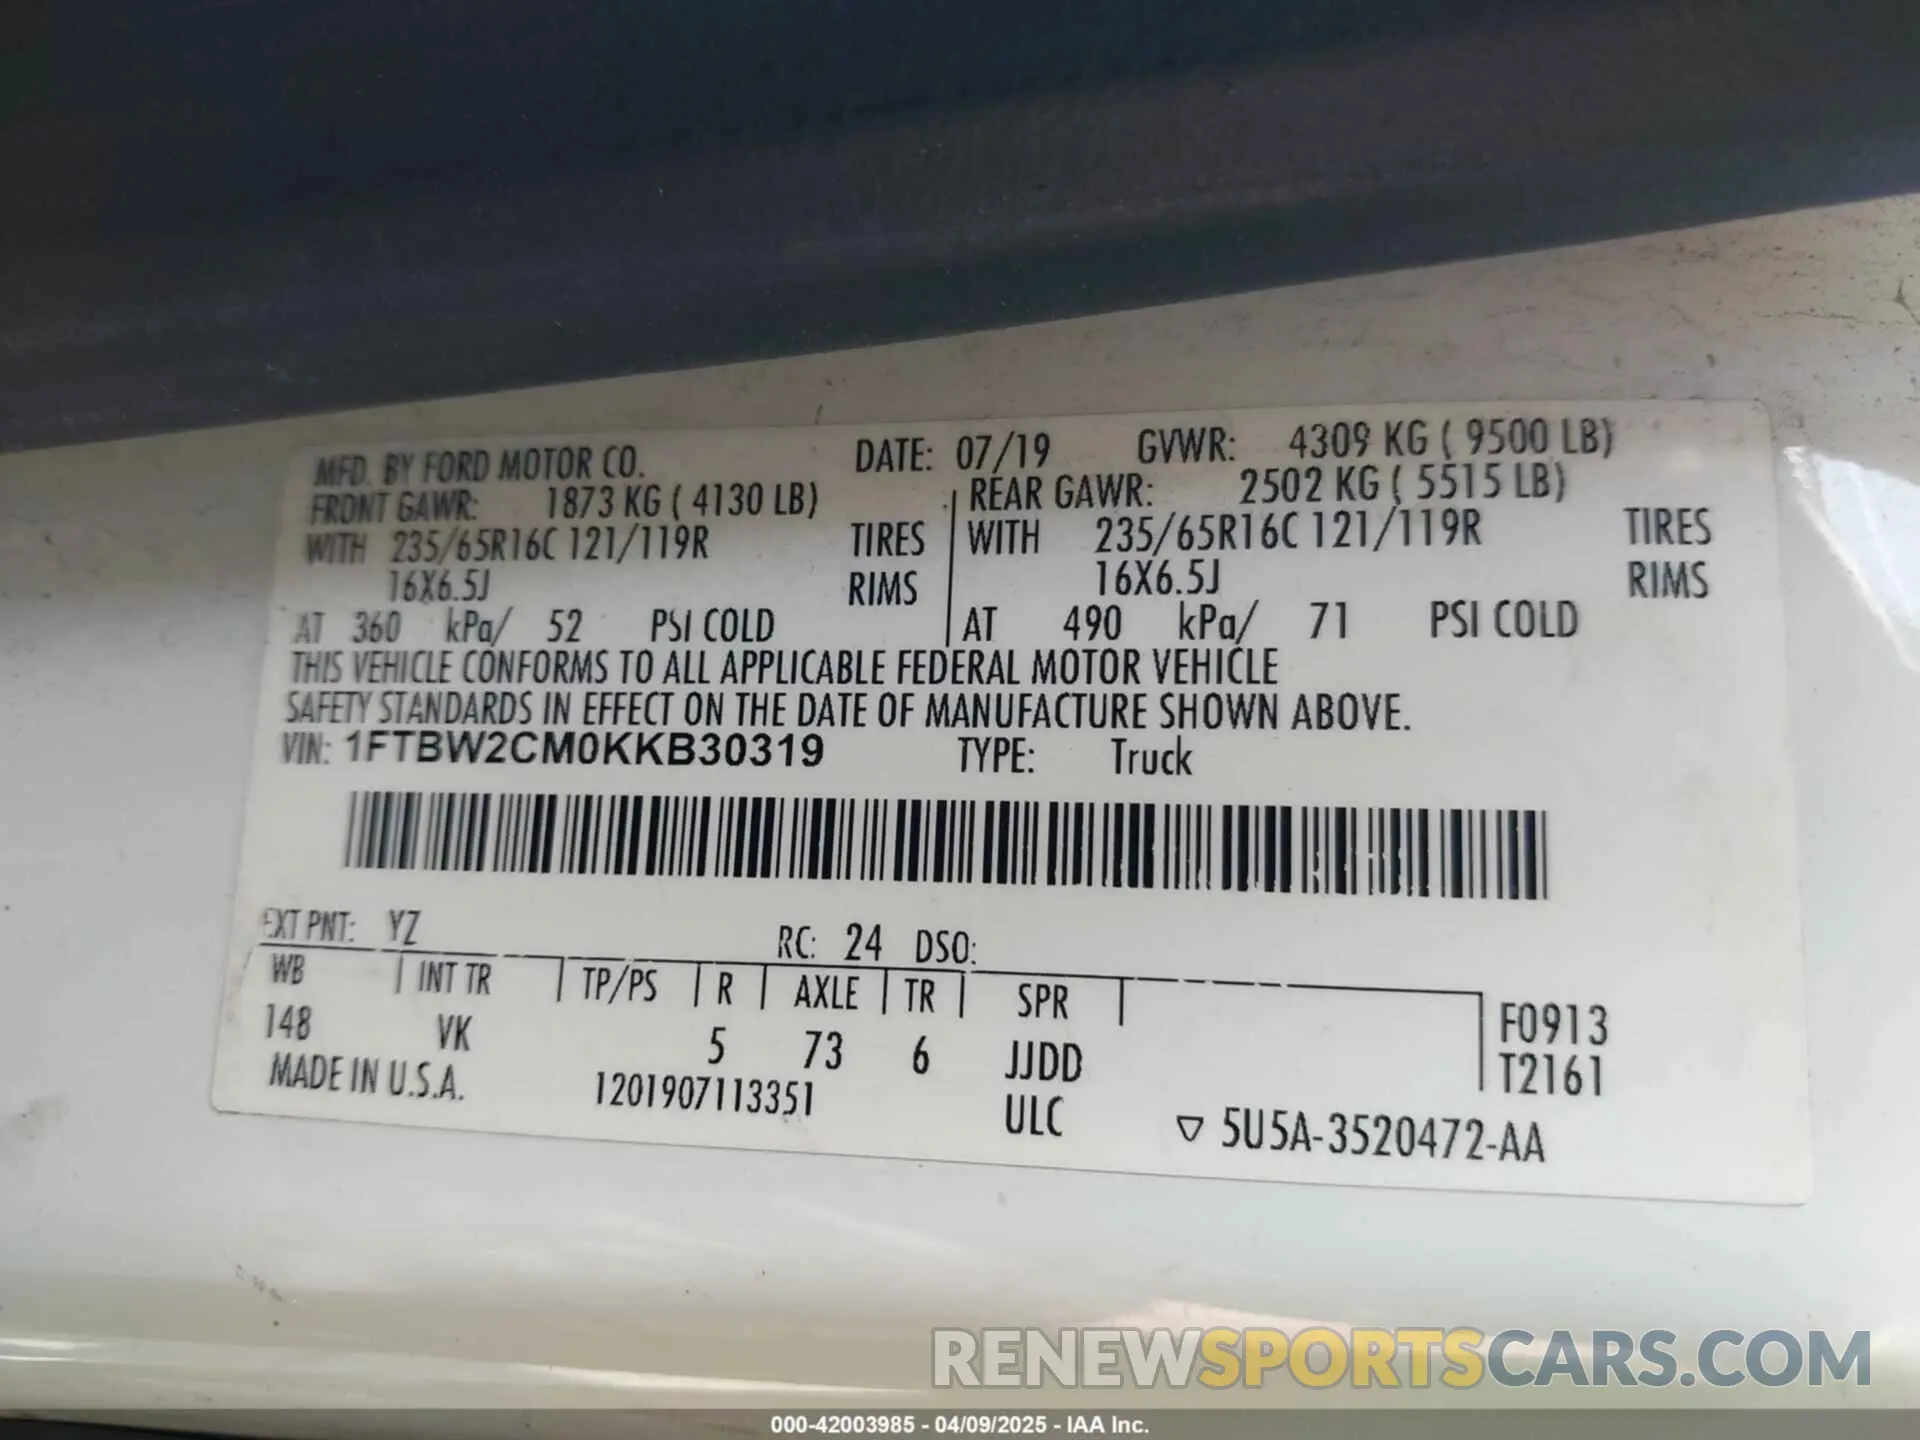 MFD. BY FORD MOTOR CO. DATE: 07/19 GVWR: 4309 KG ( 9500 LB)
FRONT GAWR: 1873 KG ( 4130 LB) REAR GAWR: 2502 KG ( 5515 LB)
WITH 235/65R16C 121/119R TIRES WITH 235/65R16C 121/119R TIRES
16X6.5J RIMS 16X6.5J RIMS
AT 360 kPa/ 52 PSI COLD AT 490 kPa/ 71 PSI COLD
THIS VEHICLE CONFORMS TO ALL APPLICABLE FEDERAL MOTOR VEHICLE
SAFETY STANDARDS IN EFFECT ON THE DATE OF MANUFACTURE SHOWN ABOVE.
VIN: 1FTBW2CM0KKB30319 TYPE: Truck
EXT PNT: YZ RC: 24 DSO:
WB INT TR TP/PS R AXLE TR SPR
148 VK 5 73 6 JJDD F0913
T2161
MADE IN U.S.A. 1201907113351 ULC ▽ 5U5A-3520472-AA
RENEWSPORTSCARS.COM
000-42003985 - 04/09/2025 - IAA Inc.